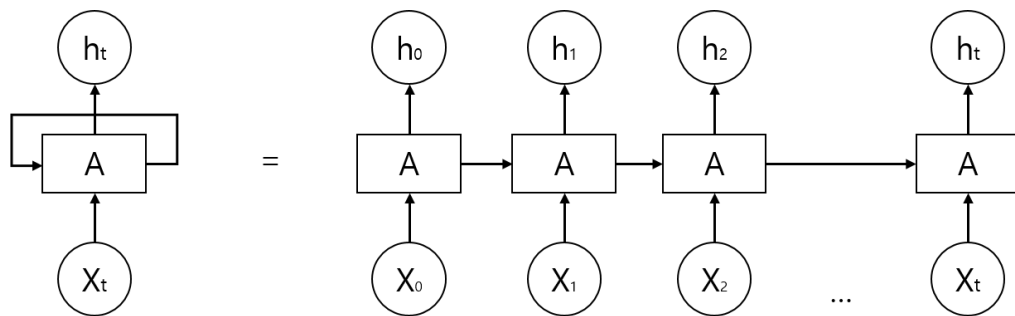 hₜ h₀ h₁ h₂ hₜ
A = A A A A
Xₜ X₀ X₁ X₂ ... Xₜ